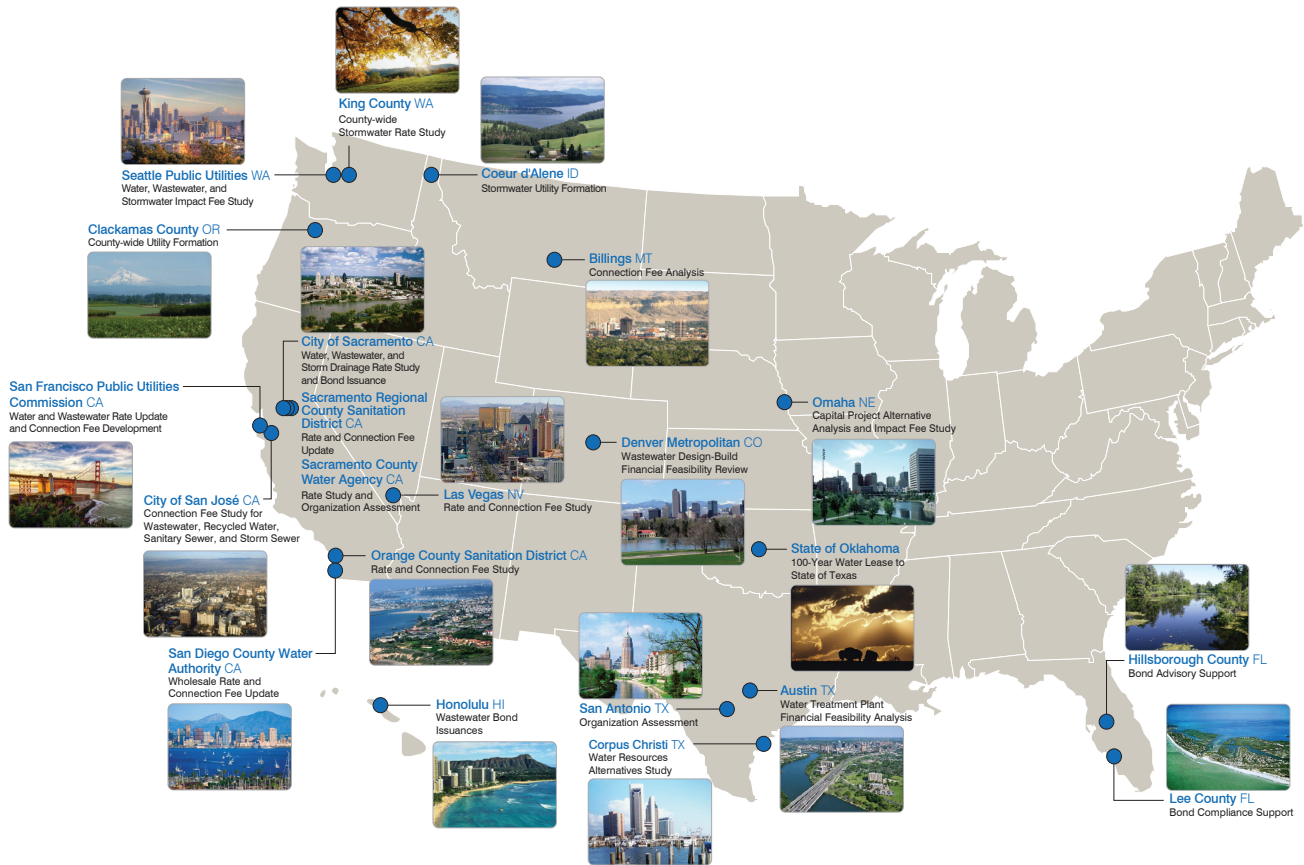 King County WA
County-wide
Stormwater Rate Study
Seattle Public Utilities WA
Water, Wastewater, and
Stormwater Impact Fee Study
Coeur d'Alene ID
Stormwater Utility Formation
Clackamas County OR
County-wide Utility Formation
Billings MT
Connection Fee Analysis
City of Sacramento CA
Water, Wastewater, and
Storm Drainage Rate Study
and Bond Issuance
San Francisco Public Utilities
Commission CA
Water and Wastewater Rate Update
and Connection Fee Development
Sacramento Regional
County Sanitation
District CA
Rate and Connection Fee
Update
Sacramento County
Water Agency CA
Rate Study and
Organization Assessment
Omaha NE
Capital Project Alternative
Analysis and Impact Fee Study
Denver Metropolitan CO
Wastewater Design-Build
Financial Feasibility Review
Las Vegas NV
Rate and Connection Fee Study
City of San José CA
Connection Fee Study for
Wastewater, Recycled Water,
Sanitary Sewer, and Storm Sewer
Orange County Sanitation District CA
Rate and Connection Fee Study
State of Oklahoma
100-Year Water Lease to
State of Texas
San Diego County Water
Authority CA
Wholesale Rate and
Connection Fee Update
Hillsborough County FL
Bond Advisory Support
Honolulu HI
Wastewater Bond
Issuances
San Antonio TX
Organization Assessment
Austin TX
Water Treatment Plant
Financial Feasibility Analysis
Corpus Christi TX
Water Resources
Alternatives Study
Lee County FL
Bond Compliance Support